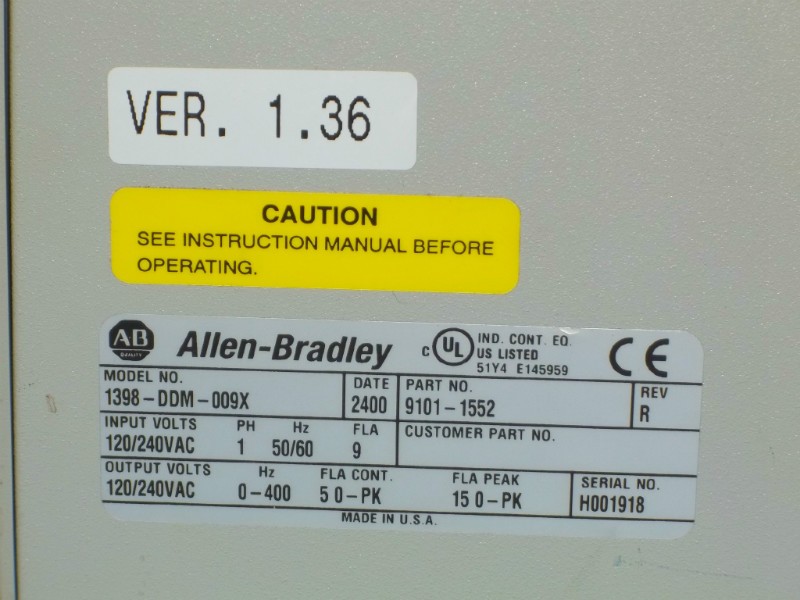 VER. 1.36
CAUTION
SEE INSTRUCTION MANUAL BEFORE
OPERATING.
AB
QUALITY
Allen-Bradley
C UL
IND. CONT. EQ.
US LISTED
51Y4 E145959
CE
MODEL NO.
1398-DDM-009X
DATE
2400
PART NO.
9101-1552
REV
R
INPUT VOLTS PH Hz FLA
120/240VAC 1 50/60 9
CUSTOMER PART NO.
OUTPUT VOLTS Hz FLA CONT. FLA PEAK
120/240VAC 0-400 5 0-PK 15 0-PK
SERIAL NO.
H001918
MADE IN U.S.A.